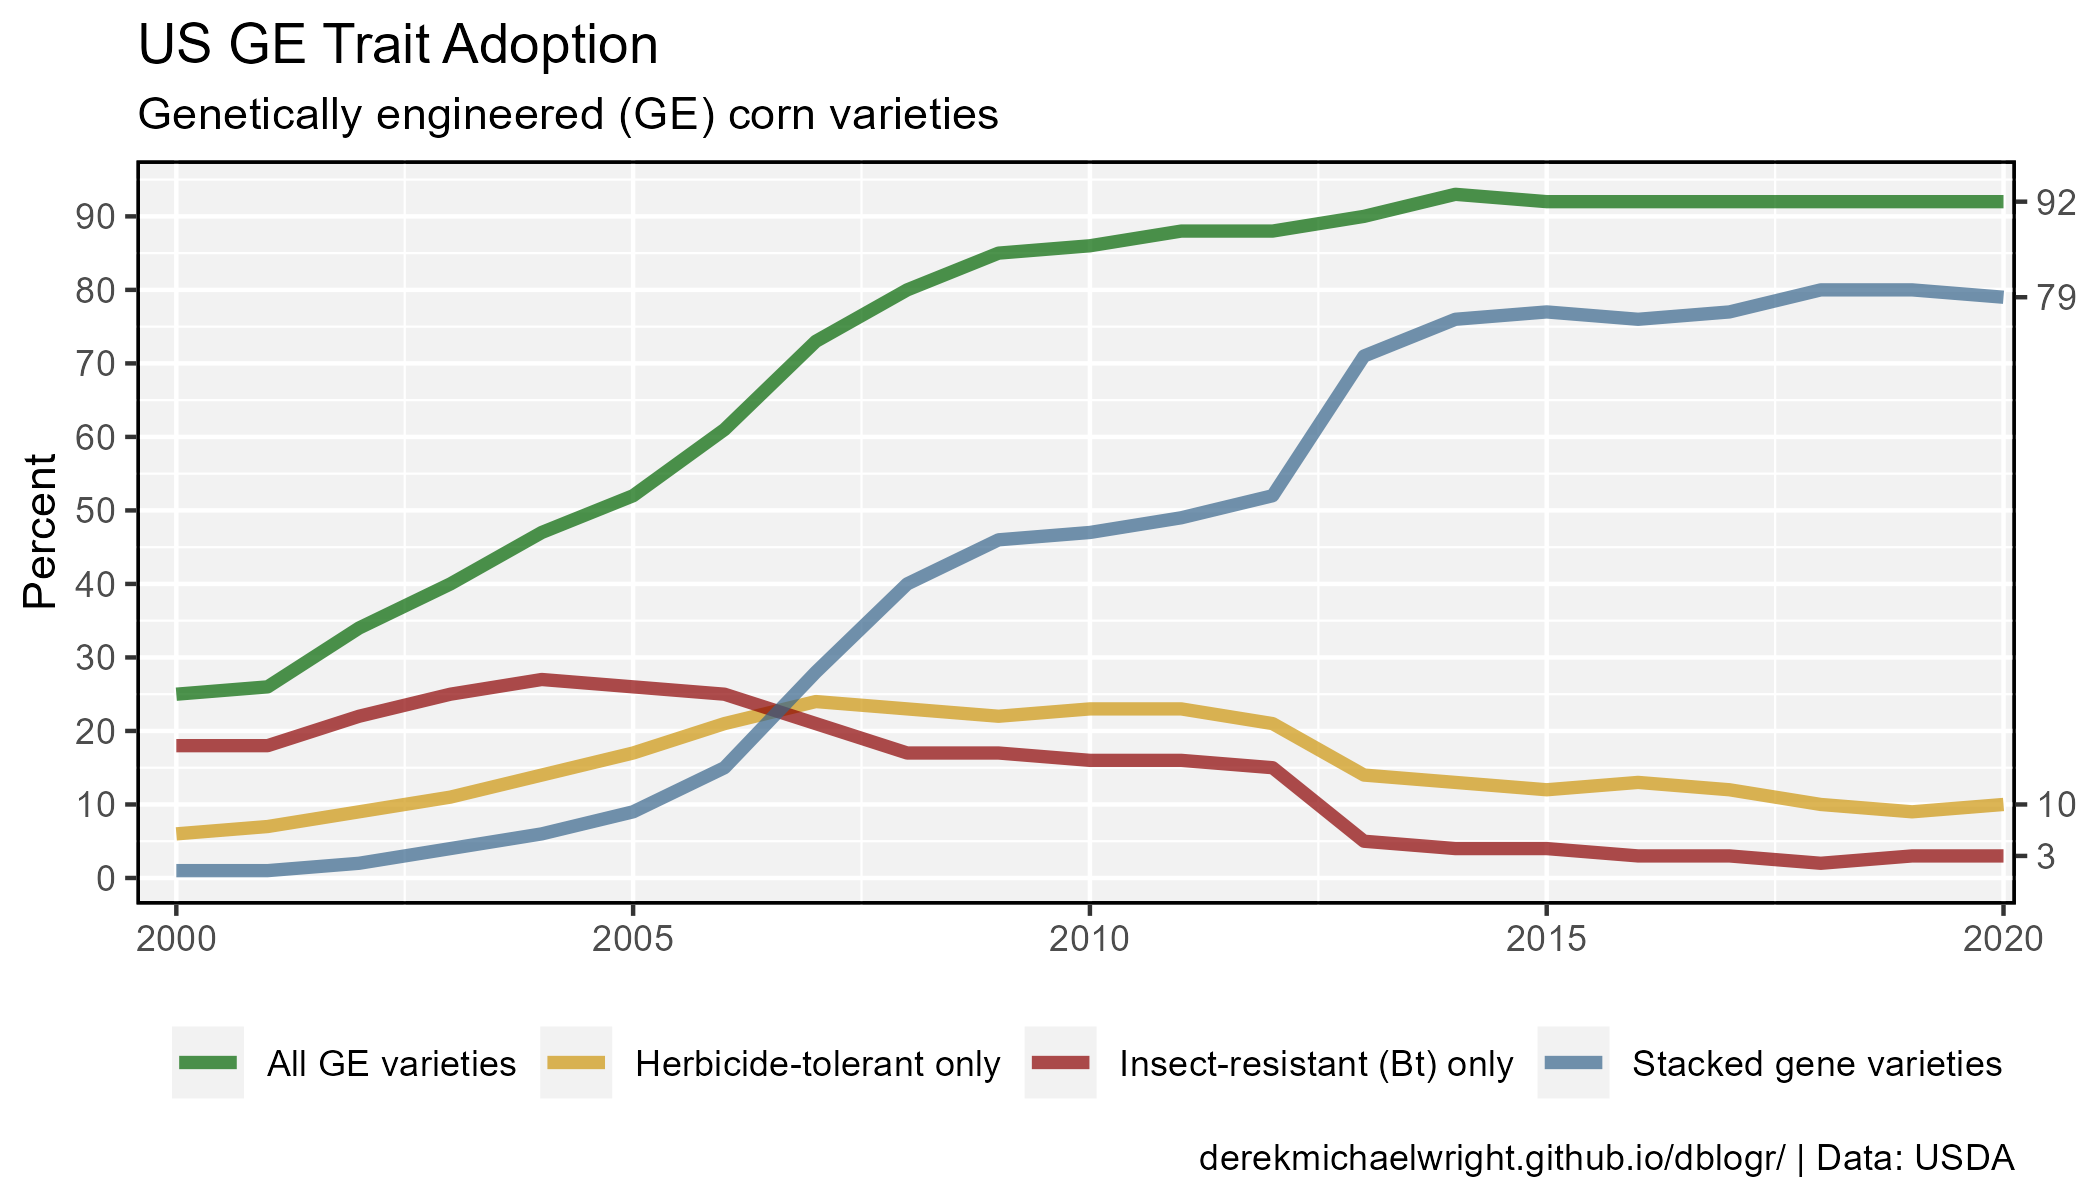 US GE Trait Adoption
Genetically engineered (GE) corn varieties
Percent
90
80
70
60
50
40
30
20
10
0
92
79
10
3
2000 2005 2010 2015 2020
All GE varieties Herbicide-tolerant only Insect-resistant (Bt) only Stacked gene varieties
derekmichaelwright.github.io/dblogr/ | Data: USDA